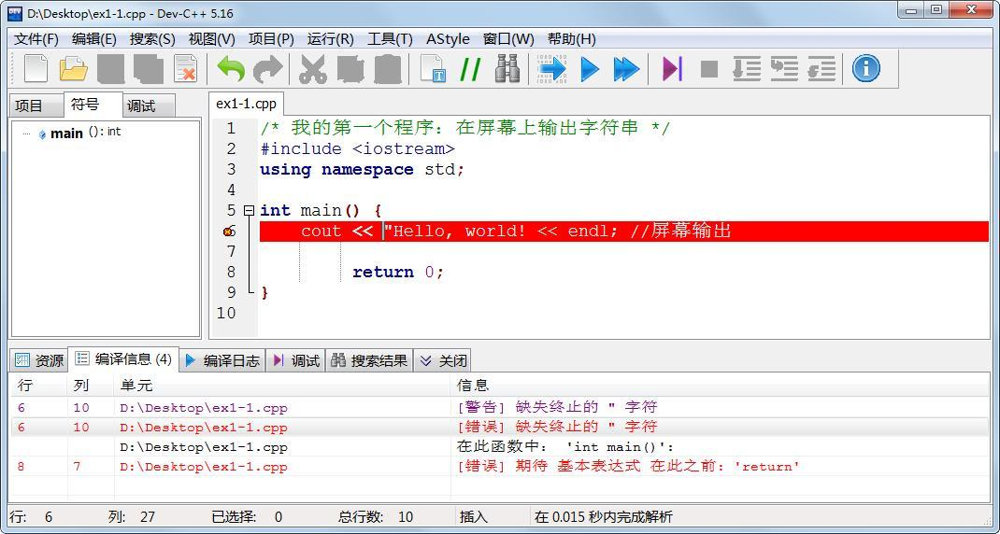 D:\Desktop\ex1-1.cpp - Dev-C++ 5.16
文件(F) 编辑(E) 搜索(S) 视图(V) 项目(P) 运行(R) 工具(T) AStyle 窗口(W) 帮助(H)
项目 符号 调试
main () : int
ex1-1.cpp
1 /* 我的第一个程序: 在屏幕上输出字符串 */
2 #include <iostream>
3 using namespace std;
4
5 int main() {
6 cout << "Hello, world! << endl; //屏幕输出
7
8 return 0;
9 }
10
资源 编译信息 (4) 编译日志 调试 搜索结果 关闭
行 列 单元 信息
6 10 D:\Desktop\ex1-1.cpp [警告] 缺失终止的 " 字符
6 10 D:\Desktop\ex1-1.cpp [错误] 缺失终止的 " 字符
D:\Desktop\ex1-1.cpp 在此函数中: 'int main()':
8 7 D:\Desktop\ex1-1.cpp [错误] 期待 基本表达式 在此之前: 'return'
行: 6 列: 27 已选择: 0 总行数: 10 插入 在 0.015 秒内完成解析